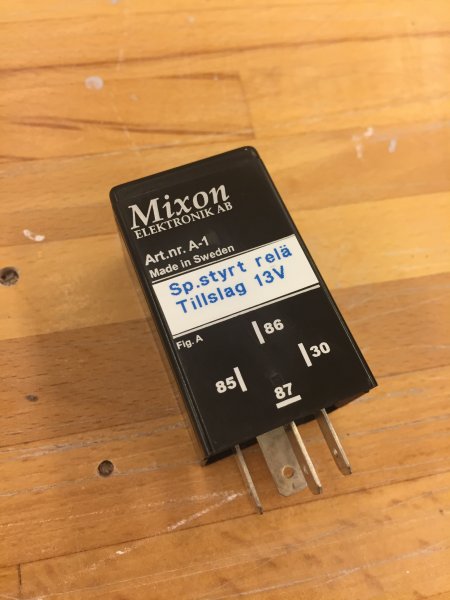 Mixon
ELEKTRONIK AB
Art.nr. A-1
Made in Sweden
Sp.styrt relä
Tillslag 13V
Fig. A
86
30
85
87